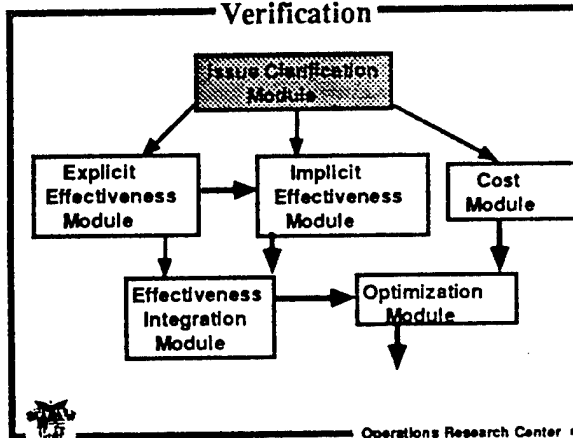 Verification
Issue Clarification
Module
Explicit
Effectiveness
Module
Implicit
Effectiveness
Module
Cost
Module
Effectiveness
Integration
Module
Optimization
Module
Operations Research Center